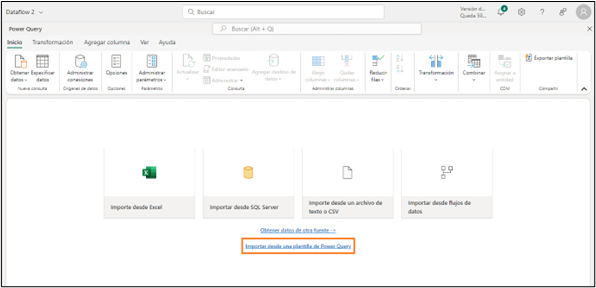 Dataflow 2
Buscar
Versión d...
Queda 50...
Power Query
Buscar (Alt + Q)
Inicio
Transformación
Agregar columna
Ver
Ayuda
Obtener datos
Especificar datos
Administrar conexiones
Opciones
Administrar parámetros
Actualizar
Propiedades
Editor avanzado
Administrar
Agregar destino de datos
Elegir columnas
Quitar columnas
Reducir filas
Transformación
Combinar
Asignar a entidad
Exportar plantilla
Nueva consulta
Orígenes de datos
Opciones
Parámetros
Consulta
Administrar columnas
Ordenar
CDM
Compartir
Importe desde Excel
Importar desde SQL Server
Importe desde un archivo de texto o CSV
Importar desde flujos de datos
Obtener datos de otra fuente →
Importar desde una plantilla de Power Query